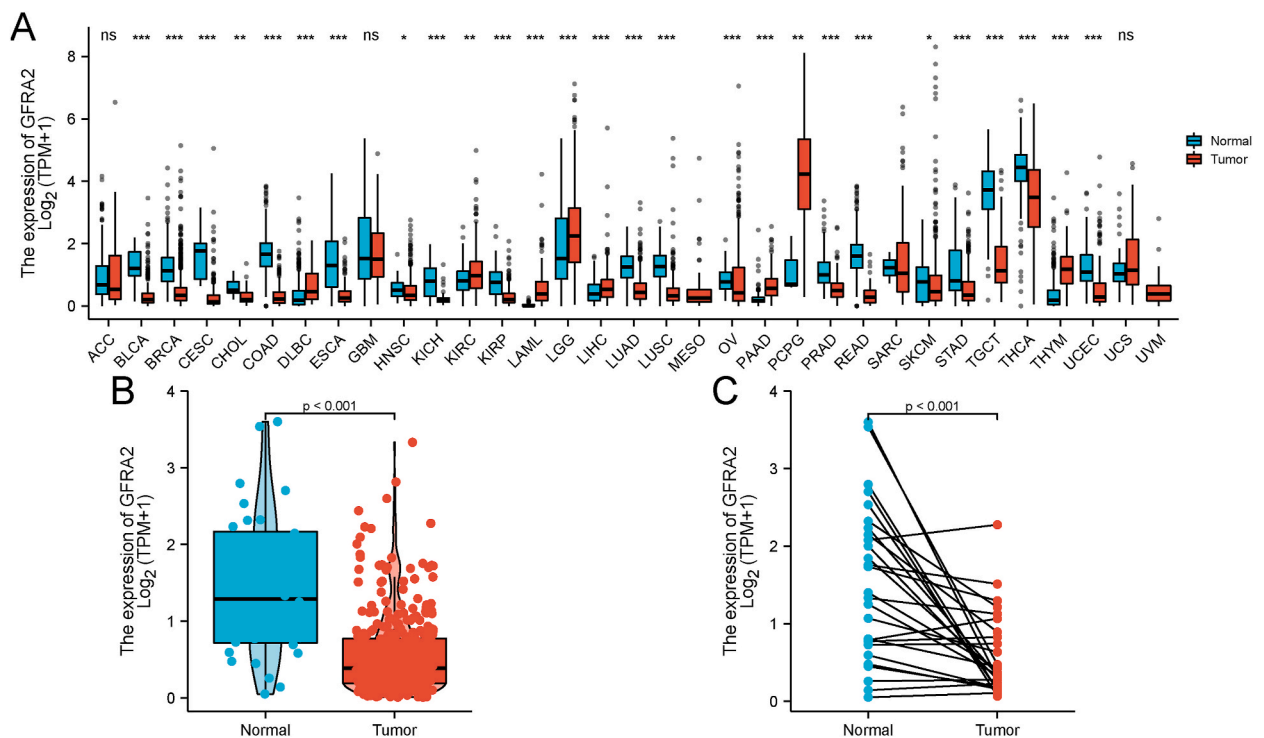 A
The expression of GFRA2
Log2 (TPM+1)
8
6
4
2
0
ns *** *** *** ** *** *** *** ns * *** ** *** *** *** *** *** *** *** *** ** *** *** * *** *** *** *** *** ns
Normal
Tumor
ACC BLCA BRCA CESC CHOL COAD DLBC ESCA GBM HNSC KICH KIRC KIRP LAML LGG LIHC LUAD LUSC MESO OV PAAD PCPG PRAD READ SARC SKCM STAD TGCT THCA THYM UCEC UCS UVM
B
The expression of GFRA2
Log2 (TPM+1)
4
3
2
1
0
p < 0.001
Normal Tumor
C
The expression of GFRA2
Log2 (TPM+1)
4
3
2
1
0
p < 0.001
Normal Tumor